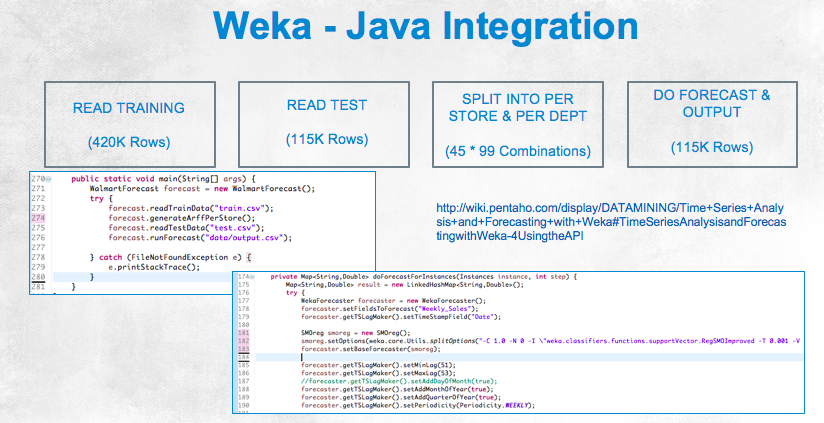 Weka - Java Integration
READ TRAINING
(420K Rows)
READ TEST
(115K Rows)
SPLIT INTO PER
STORE & PER DEPT
(45 * 99 Combinations)
DO FORECAST &
OUTPUT
(115K Rows)
270 public static void main(String[] args) {
271 WalmartForecast forecast = new WalmartForecast();
272 try {
273 forecast.readTrainData("train.csv");
274 forecast.generateArffPerStore();
275 forecast.readTestData("test.csv");
276 forecast.runForecast("data/output.csv");
277
278 } catch (FileNotFoundException e) {
279 e.printStackTrace();
280 }
281 }
http://wiki.pentaho.com/display/DATAMINING/Time+Series+Analy
sis+and+Forecasting+with+Weka#TimeSeriesAnalysisandForecas
tingwithWeka-4UsingtheAPI
174 private Map<String,Double> doForecastForInstances(Instances instance, int step) {
175 Map<String,Double> result = new LinkedHashMap<String,Double>();
176 try {
177 WekaForecaster forecaster = new WekaForecaster();
178 forecaster.setFieldsToForecast("Weekly_Sales");
179 forecaster.getTSLagMaker().setTimeStampField("Date");
180
181 SMOreg smoreg = new SMOreg();
182 smoreg.setOptions(weka.core.Utils.splitOptions("-C 1.0 -N 0 -I \"weka.classifiers.functions.supportVector.RegSMOImproved -T 0.001 -V
183 forecaster.setBaseForecaster(smoreg);
184
185 forecaster.getTSLagMaker().setMinLag(51);
186 forecaster.getTSLagMaker().setMaxLag(53);
187 //forecaster.getTSLagMaker().setAddDayOfMonth(true);
188 forecaster.getTSLagMaker().setAddMonthOfYear(true);
189 forecaster.getTSLagMaker().setAddQuarterOfYear(true);
190 forecaster.getTSLagMaker().setPeriodicity(Periodicity.WEEKLY);